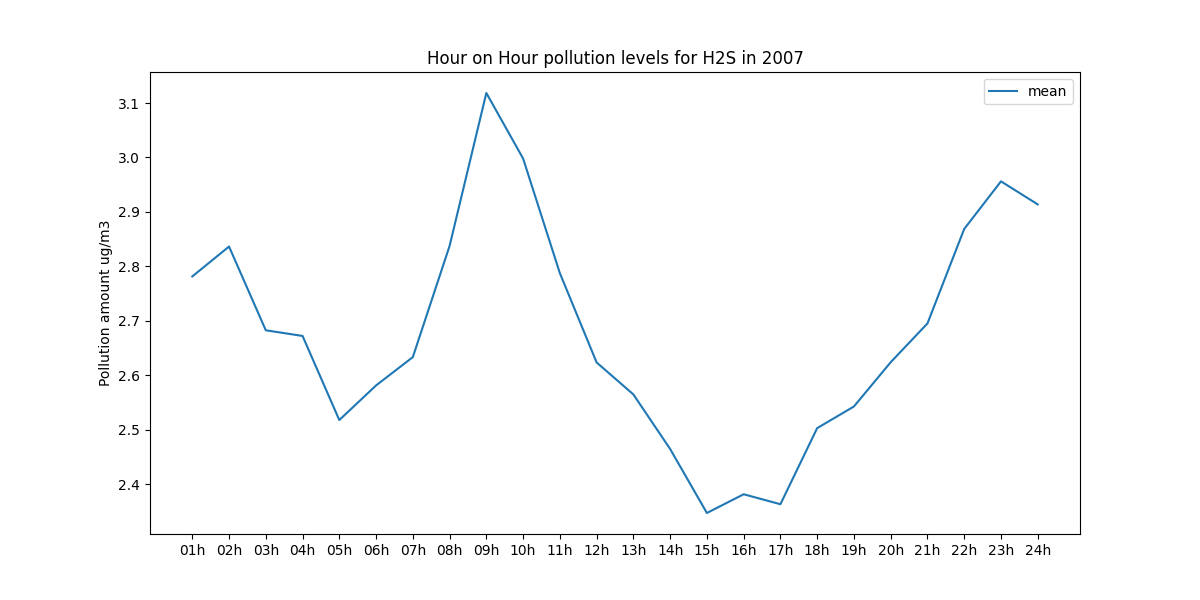 Hour on Hour pollution levels for H2S in 2007
mean
Pollution amount ug/m3
3.1
3.0
2.9
2.8
2.7
2.6
2.5
2.4
01h 02h 03h 04h 05h 06h 07h 08h 09h 10h 11h 12h 13h 14h 15h 16h 17h 18h 19h 20h 21h 22h 23h 24h